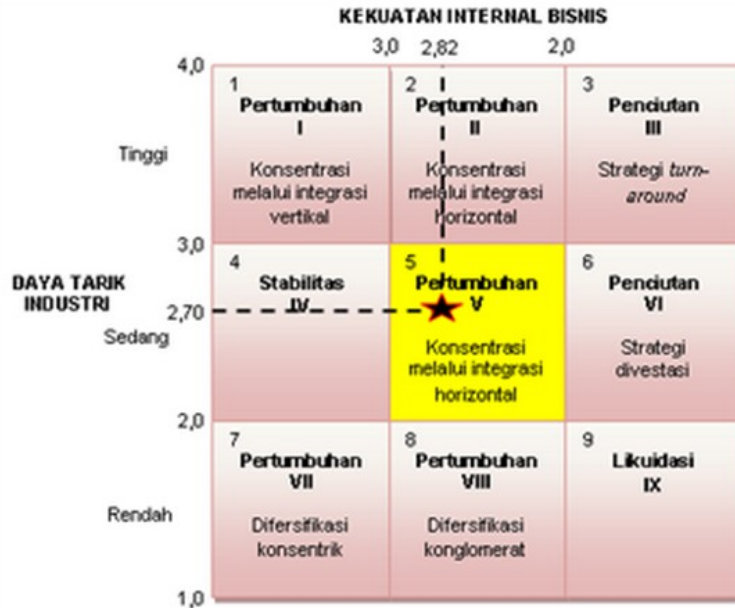 KEKUATAN INTERNAL BISNIS
3,0 2,82 2,0
4,0
1
Pertumbuhan
I
Konsentrasi
melalui integrasi
vertikal
2
Pertumbuhan
II
Konsentrasi
melalui integrasi
horizontal
3
Penciutan
III
Strategi turn-
around
Tinggi
3,0
DAYA TARIK
INDUSTRI
2,70
Sedang
4
Stabilitas
IV
5
Pertumbuhan
V
Konsentrasi
melalui integrasi
horizontal
6
Penciutan
VI
Strategi
divestasi
2,0
Rendah
7
Pertumbuhan
VII
Difersifikasi
konsentrik
8
Pertumbuhan
VIII
Difersifikasi
konglomerat
9
Likuidasi
IX
1,0